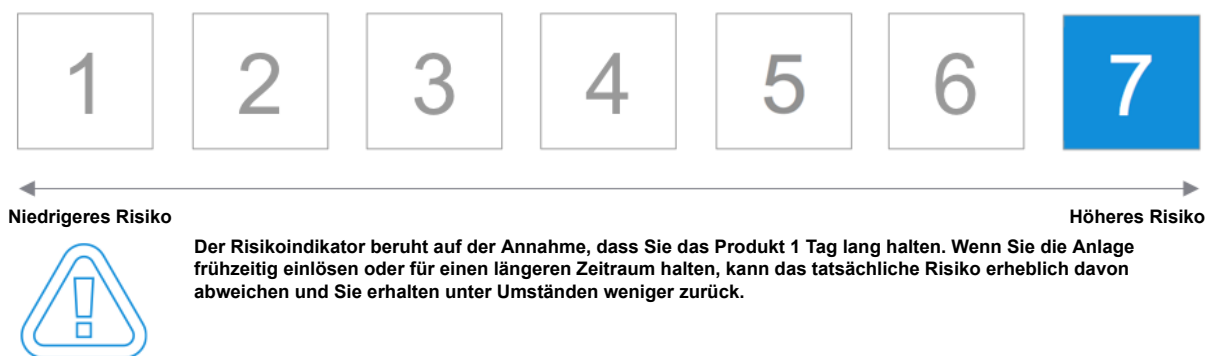 1 2 3 4 5 6 7
Niedrigeres Risiko Höheres Risiko
Der Risikoindikator beruht auf der Annahme, dass Sie das Produkt 1 Tag lang halten. Wenn Sie die Anlage
frühzeitig einlösen oder für einen längeren Zeitraum halten, kann das tatsächliche Risiko erheblich davon
abweichen und Sie erhalten unter Umständen weniger zurück.